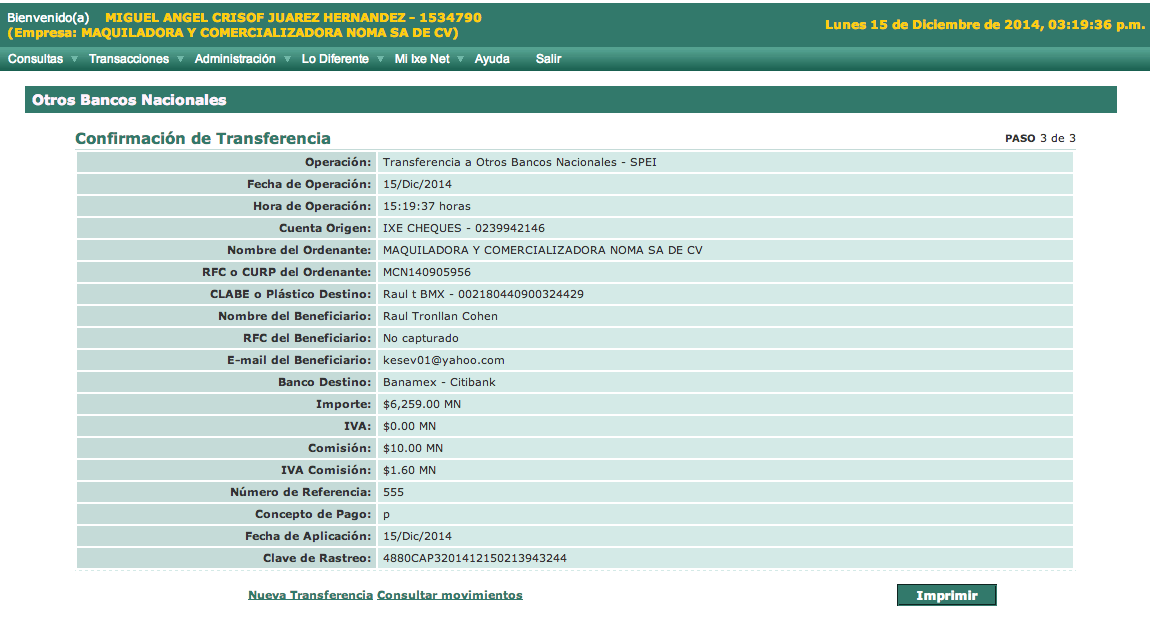 Bienvenido(a) MIGUEL ANGEL CRISOF JUAREZ HERNANDEZ - 1534790
(Empresa: MAQUILADORA Y COMERCIALIZADORA NOMA SA DE CV)
Lunes 15 de Diciembre de 2014, 03:19:36 p.m.
Consultas Transacciones Administración Lo Diferente Mi Ixe Net Ayuda Salir
Otros Bancos Nacionales
Confirmación de Transferencia PASO 3 de 3
Operación: Transferencia a Otros Bancos Nacionales - SPEI
Fecha de Operación: 15/Dic/2014
Hora de Operación: 15:19:37 horas
Cuenta Origen: IXE CHEQUES - 0239942146
Nombre del Ordenante: MAQUILADORA Y COMERCIALIZADORA NOMA SA DE CV
RFC o CURP del Ordenante: MCN140905956
CLABE o Plástico Destino: Raul t BMX - 002180440900324429
Nombre del Beneficiario: Raul Tronllan Cohen
RFC del Beneficiario: No capturado
E-mail del Beneficiario: kesev01@yahoo.com
Banco Destino: Banamex - Citibank
Importe: $6,259.00 MN
IVA: $0.00 MN
Comisión: $10.00 MN
IVA Comisión: $1.60 MN
Número de Referencia: 555
Concepto de Pago: p
Fecha de Aplicación: 15/Dic/2014
Clave de Rastreo: 4880CAP3201412150213943244
Nueva Transferencia Consultar movimientos Imprimir